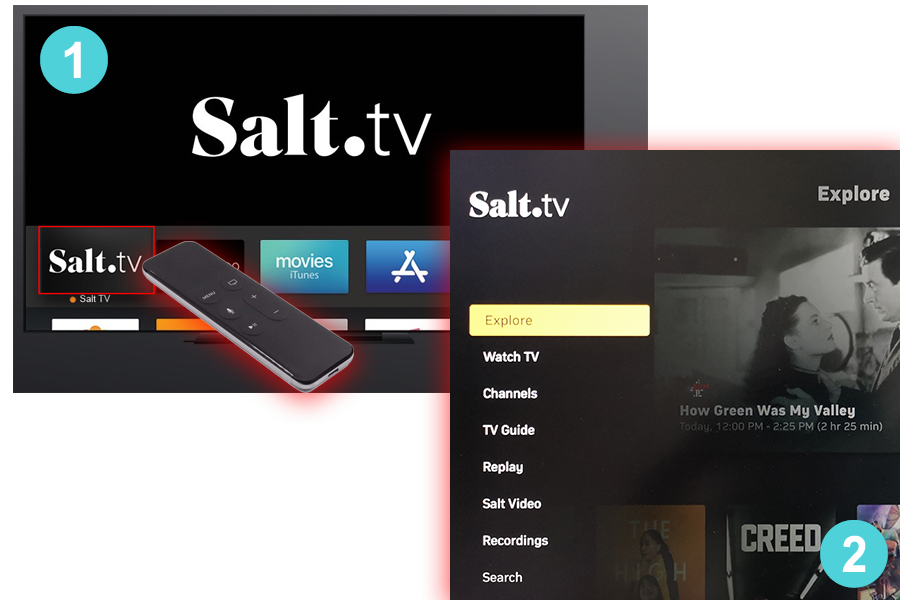 1
Salt.tv
Salt.tv
movies
iTunes
Salt TV
MENU
Salt.tv
Explore
Explore
Watch TV
Channels
TV Guide
Replay
Salt Video
Recordings
Search
How Green Was My Valley
Today, 12:00 PM - 2:25 PM (2 hr 25 min)
THE
HIGH
CREED
2